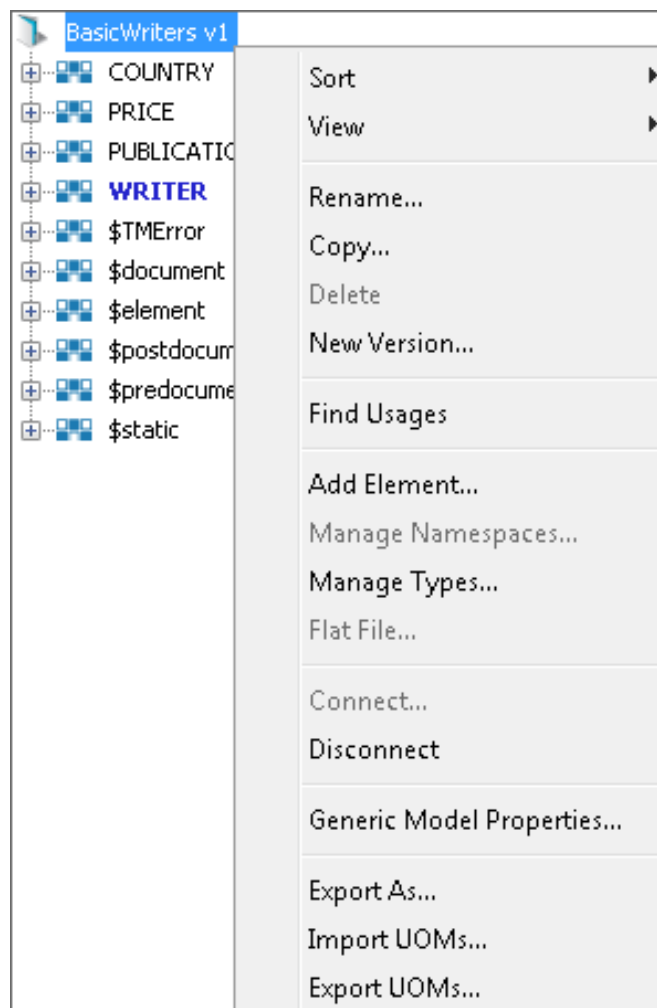 BasicWriters v1
COUNTRY
PRICE
PUBLICATIO
WRITER
$TMError
$document
$element
$postdocum
$predocume
$static
Sort
View
Rename...
Copy...
Delete
New Version...
Find Usages
Add Element...
Manage Namespaces...
Manage Types...
Flat File...
Connect...
Disconnect
Generic Model Properties...
Export As...
Import UOMs...
Export UOMs...